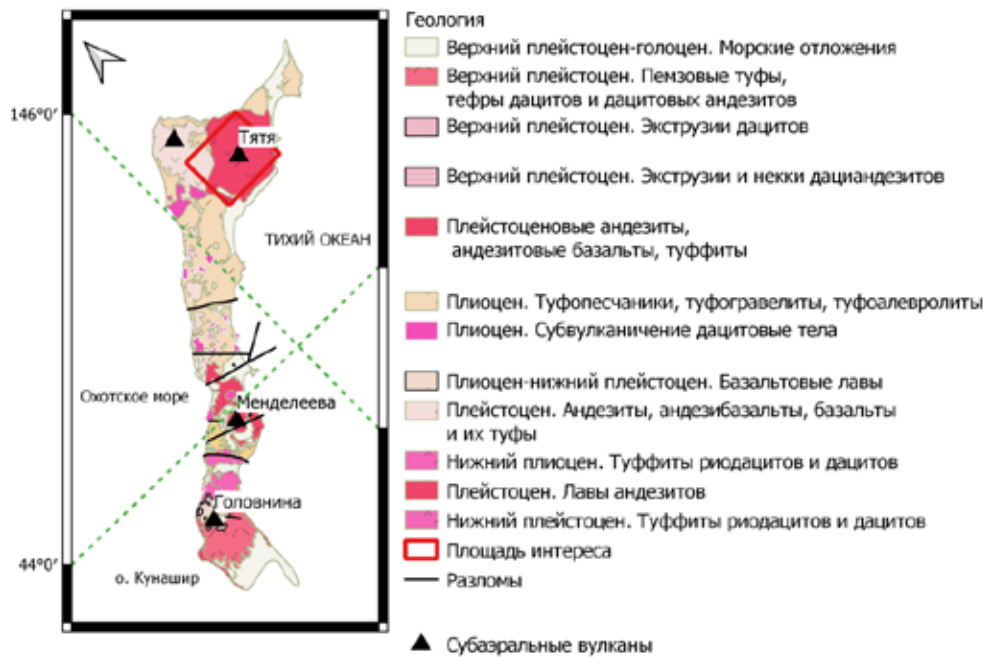 146°0'
44°0'
Тятя
ТИХИЙ ОКЕАН
Охотское море
Менделеева
Головнина
о. Кунашир
Геология
Верхний плейстоцен-голоцен. Морские отложения
Верхний плейстоцен. Пемзовые туфы,
тефры дацитов и дацитовых андезитов
Верхний плейстоцен. Экструзии дацитов
Верхний плейстоцен. Экструзии и некки дациандезитов
Плейстоценовые андезиты,
андезитовые базальты, туффиты
Плиоцен. Туфопесчаники, туфогравелиты, туфоалевролиты
Плиоцен. Субвулканичение дацитовые тела
Плиоцен-нижний плейстоцен. Базальтовые лавы
Плейстоцен. Андезиты, андезибазальты, базальты
и их туфы
Нижний плиоцен. Туффиты риодацитов и дацитов
Плейстоцен. Лавы андезитов
Нижний плейстоцен. Туффиты риодацитов и дацитов
Площадь интереса
Разломы
Субаэральные вулканы